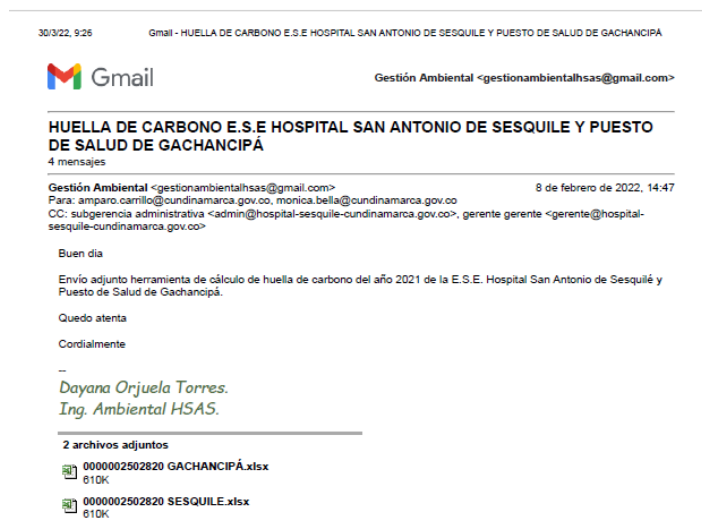 30/3/22, 9:26 Gmail - HUELLA DE CARBONO E.S.E HOSPITAL SAN ANTONIO DE SESQUILE Y PUESTO DE SALUD DE GACHANCIPÁ
Gmail Gestión Ambiental <gestionambientalhsas@gmail.com>
HUELLA DE CARBONO E.S.E HOSPITAL SAN ANTONIO DE SESQUILE Y PUESTO
DE SALUD DE GACHANCIPÁ
4 mensajes
Gestión Ambiental <gestionambientalhsas@gmail.com> 8 de febrero de 2022, 14:47
Para: amparo.carrillo@cundinamarca.gov.co, monica.bella@cundinamarca.gov.co
CC: subgerencia administrativa <admin@hospital-sesquile-cundinamarca.gov.co>, gerente gerente <gerente@hospital-
sesquile-cundinamarca.gov.co>
Buen dia
Envío adjunto herramienta de cálculo de huella de carbono del año 2021 de la E.S.E. Hospital San Antonio de Sesquilé y
Puesto de Salud de Gachancipá.
Quedo atenta
Cordialmente
--
Dayana Orjuela Torres.
Ing. Ambiental HSAS.
2 archivos adjuntos
0000002502820 GACHANCIPÁ.xlsx
610K
0000002502820 SESQUILE.xlsx
610K